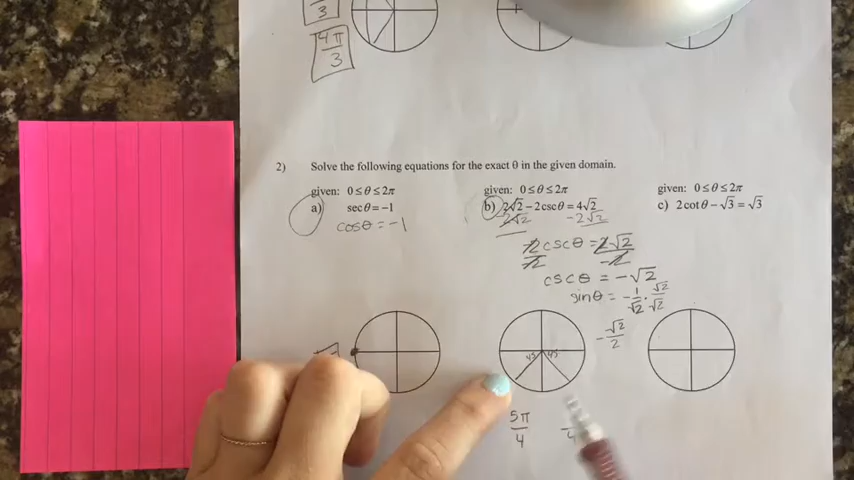 3
4π
3
2) Solve the following equations for the exact θ in the given domain.
given: 0≤θ≤2π
a) secθ=-1
cosθ=-1
given: 0≤θ≤2π
b) 2√2-2cscθ=4√2
-2√2 -2√2
-2cscθ=2√2
-2 -2
cscθ=-√2
sinθ=-1/√2·√2/√2
-√2/2
45 45
5π
4
4
given: 0≤θ≤2π
c) 2cotθ-√3=√3